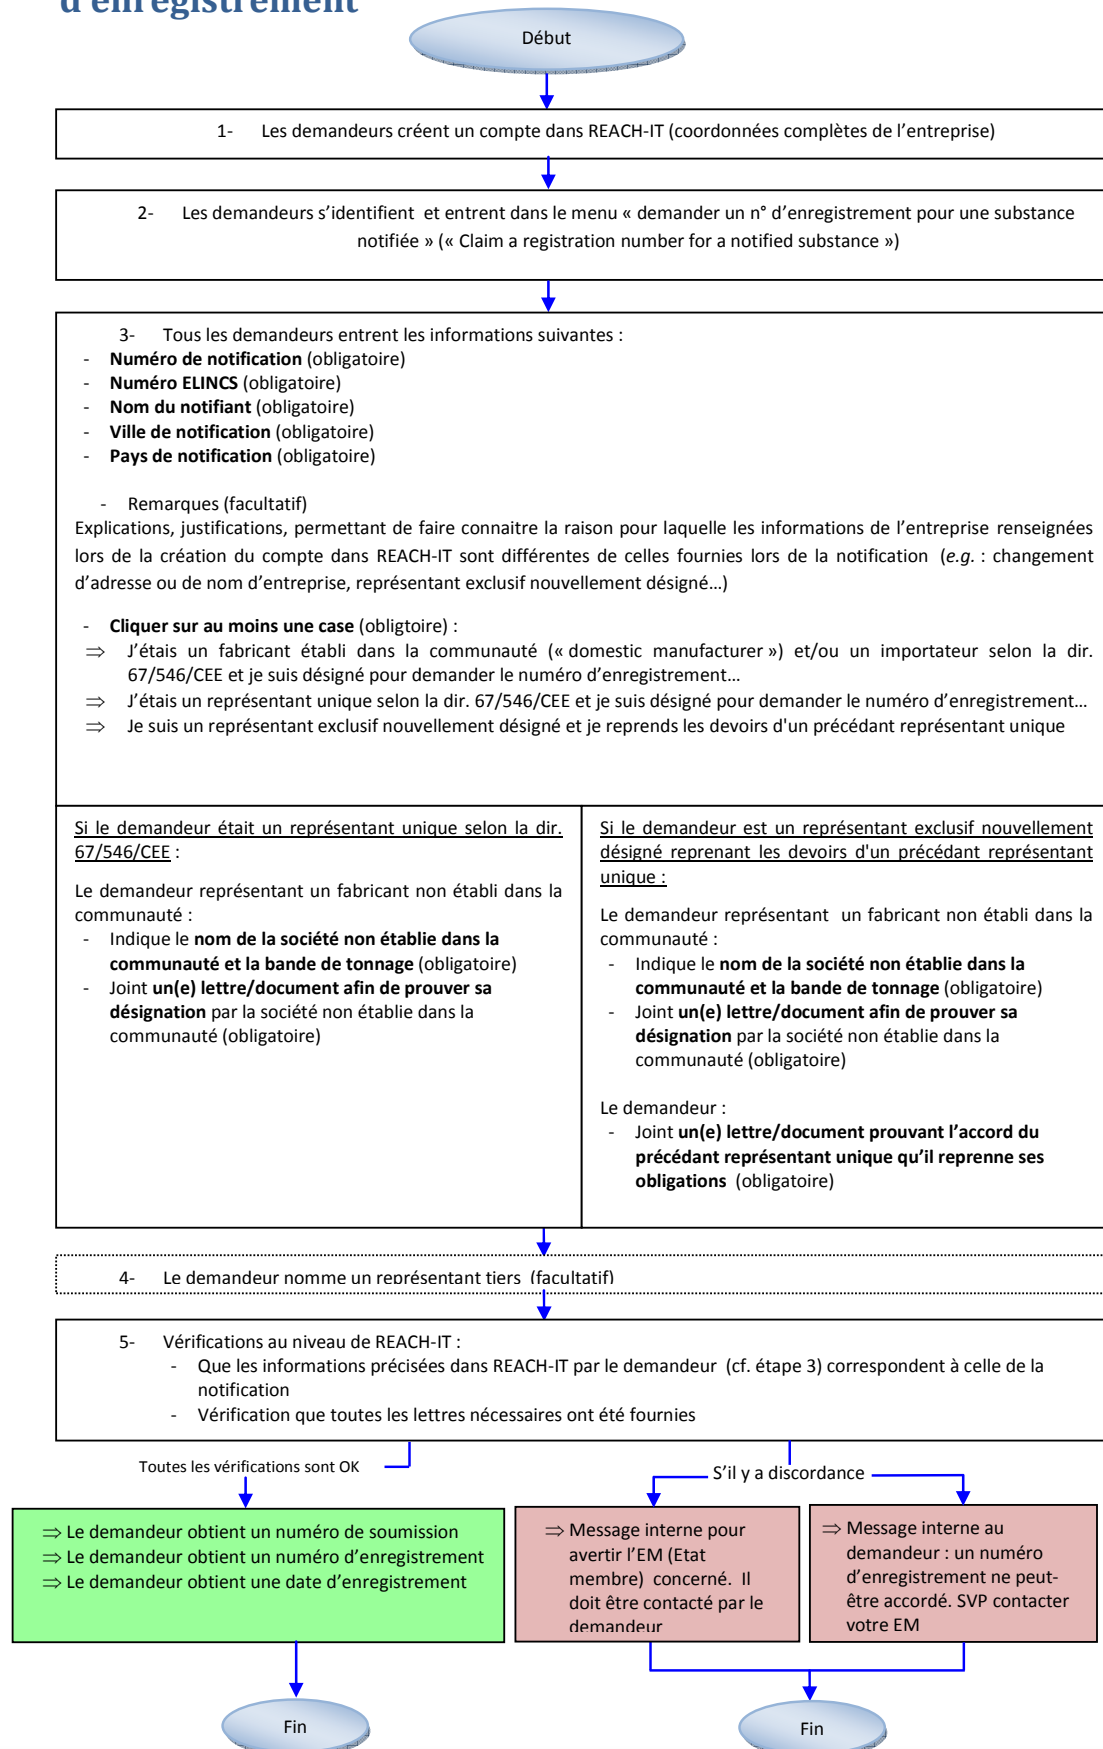 d'enregistrement
Début
1- Les demandeurs créent un compte dans REACH-IT (coordonnées complètes de l'entreprise)
2- Les demandeurs s'identifient et entrent dans le menu « demander un n° d'enregistrement pour une substance
notifiée » (« Claim a registration number for a notified substance »)
3- Tous les demandeurs entrent les informations suivantes :
- Numéro de notification (obligatoire)
- Numéro ELINCS (obligatoire)
- Nom du notifiant (obligatoire)
- Ville de notification (obligatoire)
- Pays de notification (obligatoire)
- Remarques (facultatif)
Explications, justifications, permettant de faire connaitre la raison pour laquelle les informations de l'entreprise renseignées
lors de la création du compte dans REACH-IT sont différentes de celles fournies lors de la notification (e.g. : changement
d'adresse ou de nom d'entreprise, représentant exclusif nouvellement désigné…)
- Cliquer sur au moins une case (obligtoire) :
⇒ J'étais un fabricant établi dans la communauté (« domestic manufacturer ») et/ou un importateur selon la dir.
67/546/CEE et je suis désigné pour demander le numéro d'enregistrement…
⇒ J'étais un représentant unique selon la dir. 67/546/CEE et je suis désigné pour demander le numéro d'enregistrement…
⇒ Je suis un représentant exclusif nouvellement désigné et je reprends les devoirs d'un précédant représentant unique
Si le demandeur était un représentant unique selon la dir.
67/546/CEE :
Le demandeur représentant un fabricant non établi dans la
communauté :
- Indique le nom de la société non établie dans la
communauté et la bande de tonnage (obligatoire)
- Joint un(e) lettre/document afin de prouver sa
désignation par la société non établie dans la
communauté (obligatoire)
Si le demandeur est un représentant exclusif nouvellement
désigné reprenant les devoirs d'un précédant représentant
unique :
Le demandeur représentant un fabricant non établi dans la
communauté :
- Indique le nom de la société non établie dans la
communauté et la bande de tonnage (obligatoire)
- Joint un(e) lettre/document afin de prouver sa
désignation par la société non établie dans la
communauté (obligatoire)
Le demandeur :
- Joint un(e) lettre/document prouvant l'accord du
précédant représentant unique qu'il reprenne ses
obligations (obligatoire)
4- Le demandeur nomme un représentant tiers (facultatif)
5- Vérifications au niveau de REACH-IT :
- Que les informations précisées dans REACH-IT par le demandeur (cf. étape 3) correspondent à celle de la
notification
- Vérification que toutes les lettres nécessaires ont été fournies
Toutes les vérifications sont OK
S'il y a discordance
⇒ Le demandeur obtient un numéro de soumission
⇒ Le demandeur obtient un numéro d'enregistrement
⇒ Le demandeur obtient une date d'enregistrement
⇒ Message interne pour
avertir l'EM (Etat
membre) concerné. Il
doit être contacté par le
demandeur
⇒ Message interne au
demandeur : un numéro
d'enregistrement ne peut-
être accordé. SVP contacter
votre EM
Fin
Fin